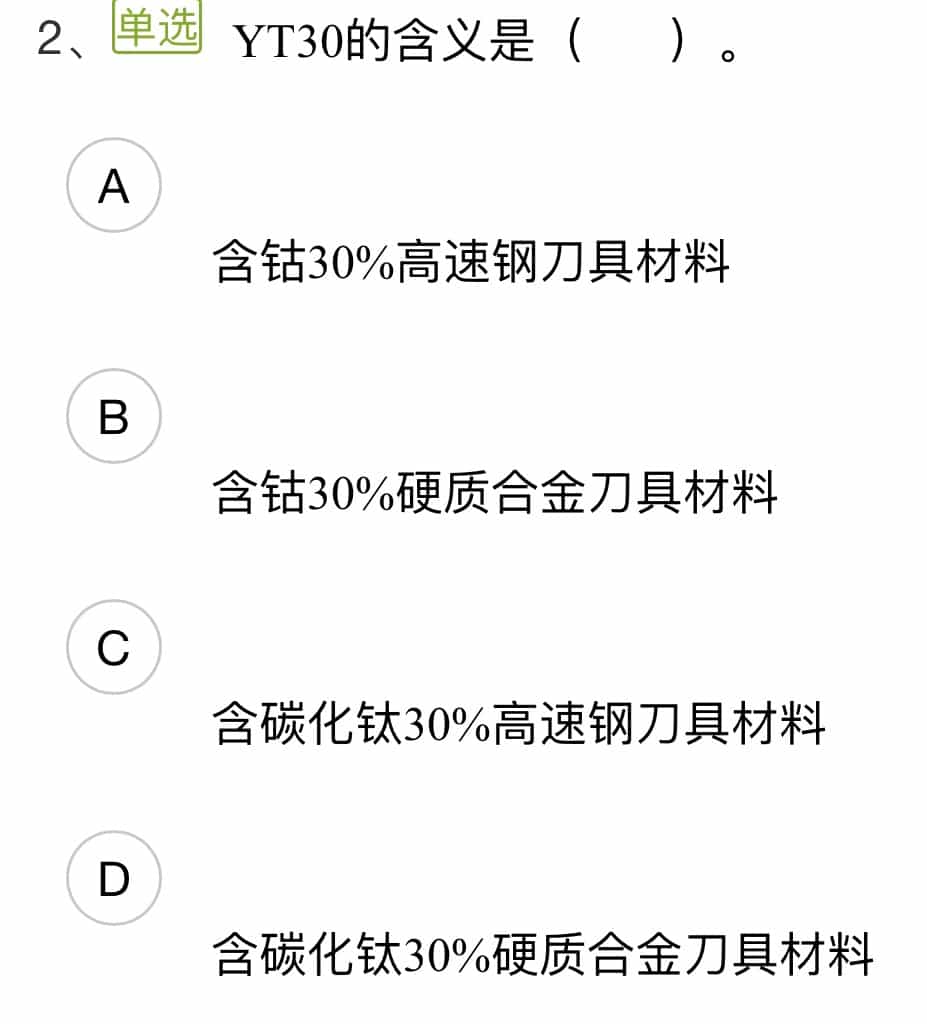 2、 单选 YT30的含义是（　　）。
A
含钴30%高速钢刀具材料
B
含钴30%硬质合金刀具材料
C
含碳化钛30%高速钢刀具材料
D
含碳化钛30%硬质合金刀具材料